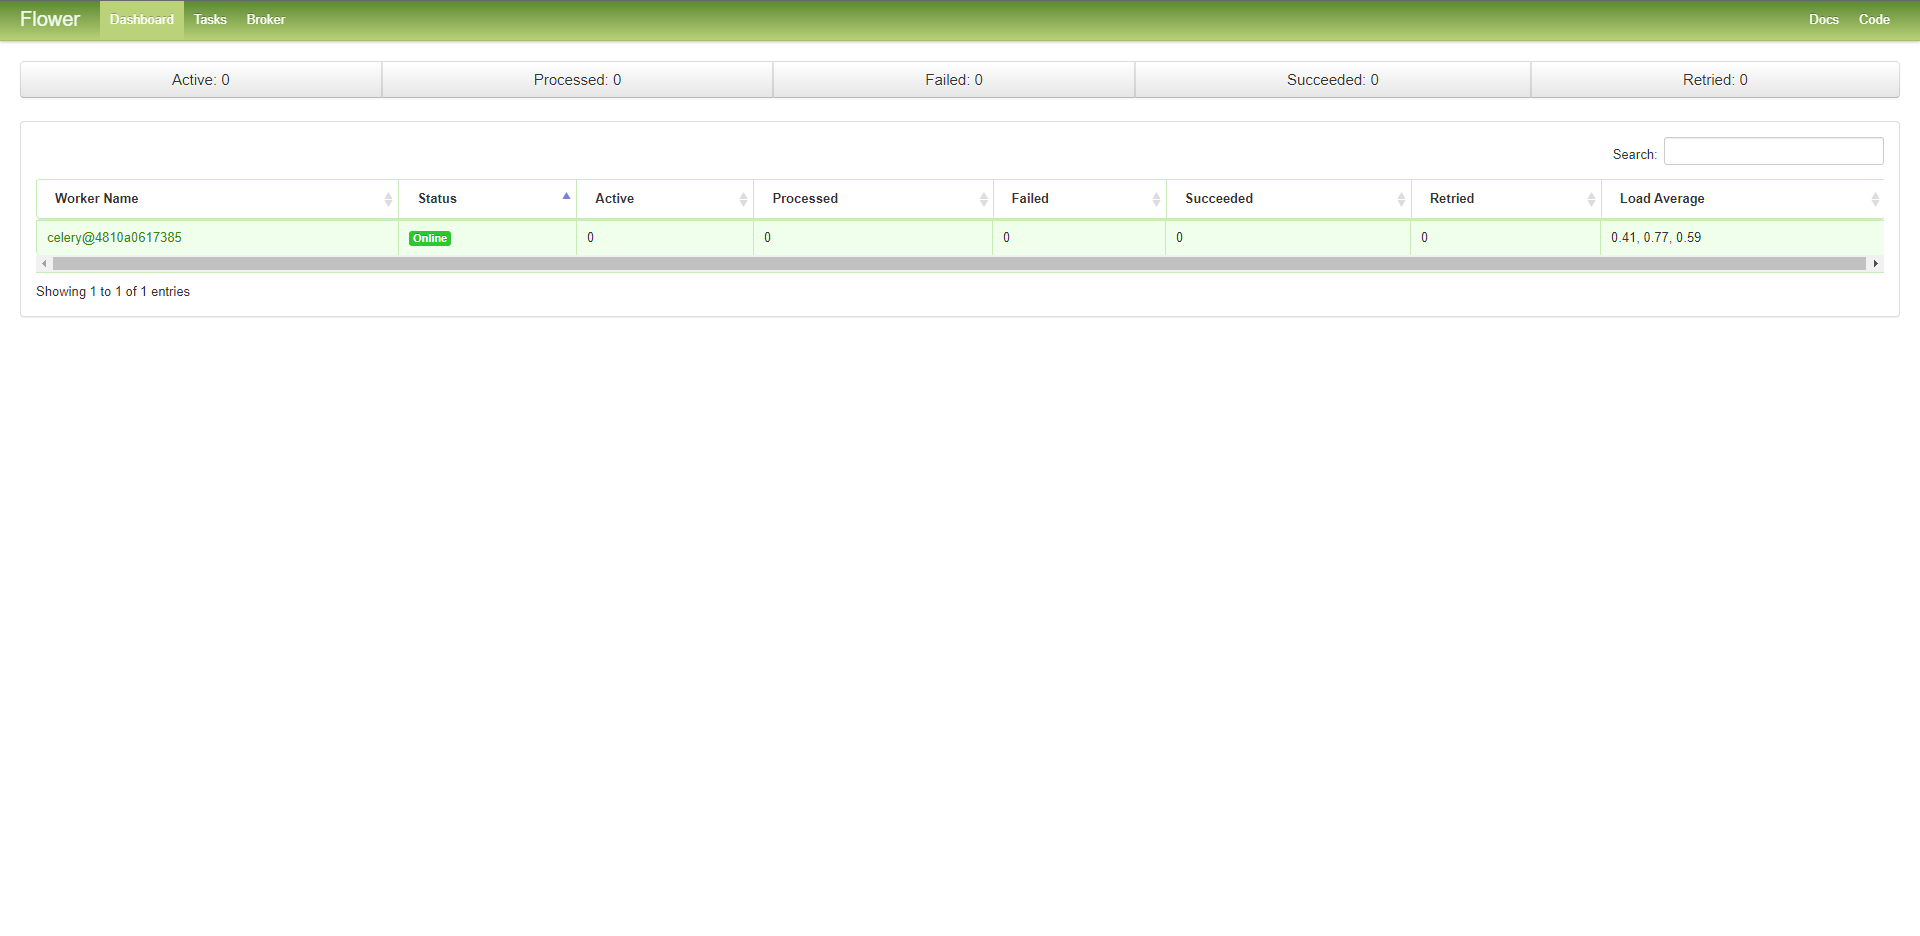 Flower Dashboard Tasks Broker Docs Code
Active: 0 Processed: 0 Failed: 0 Succeeded: 0 Retried: 0
Search:
Worker Name Status Active Processed Failed Succeeded Retried Load Average
celery@4810a0617385 Online 0 0 0 0 0 0.41, 0.77, 0.59
Showing 1 to 1 of 1 entries